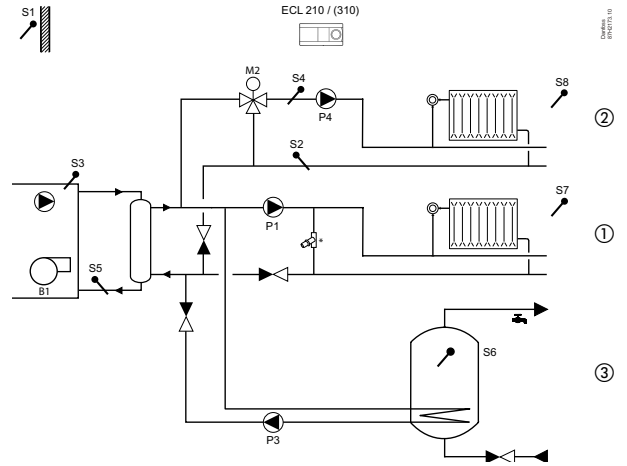 S1
ECL 210 / (310)
Danfoss
87H2173.10
M2
S4
P4
S8
②
S2
S3
P1
S7
①
*
S5
B1
S6
③
P3